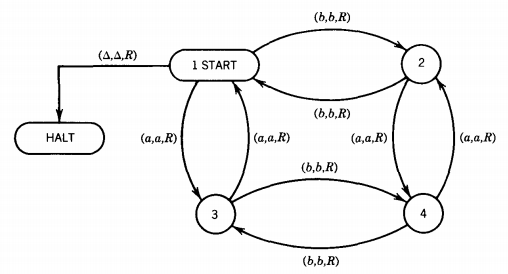 (b,b,R)
(Δ,Δ,R)
1 START
2
(b,b,R)
HALT
(a,a,R)
(a,a,R)
(a,a,R)
(a,a,R)
(b,b,R)
3
4
(b,b,R)